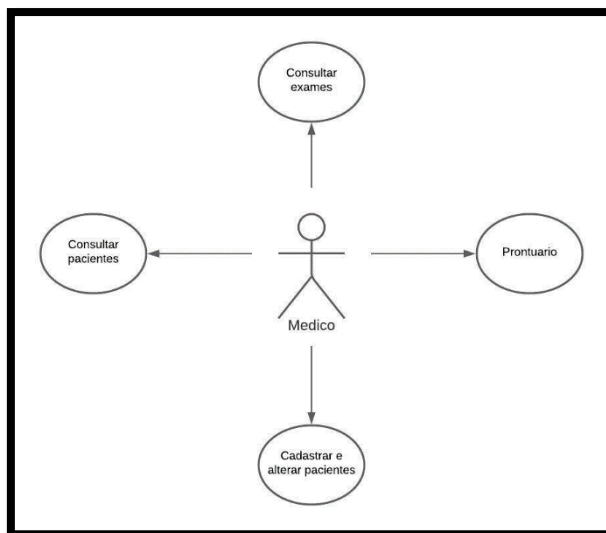 Consultar
exames
Consultar
pacientes
Prontuario
Medico
Cadastrar e
alterar pacientes